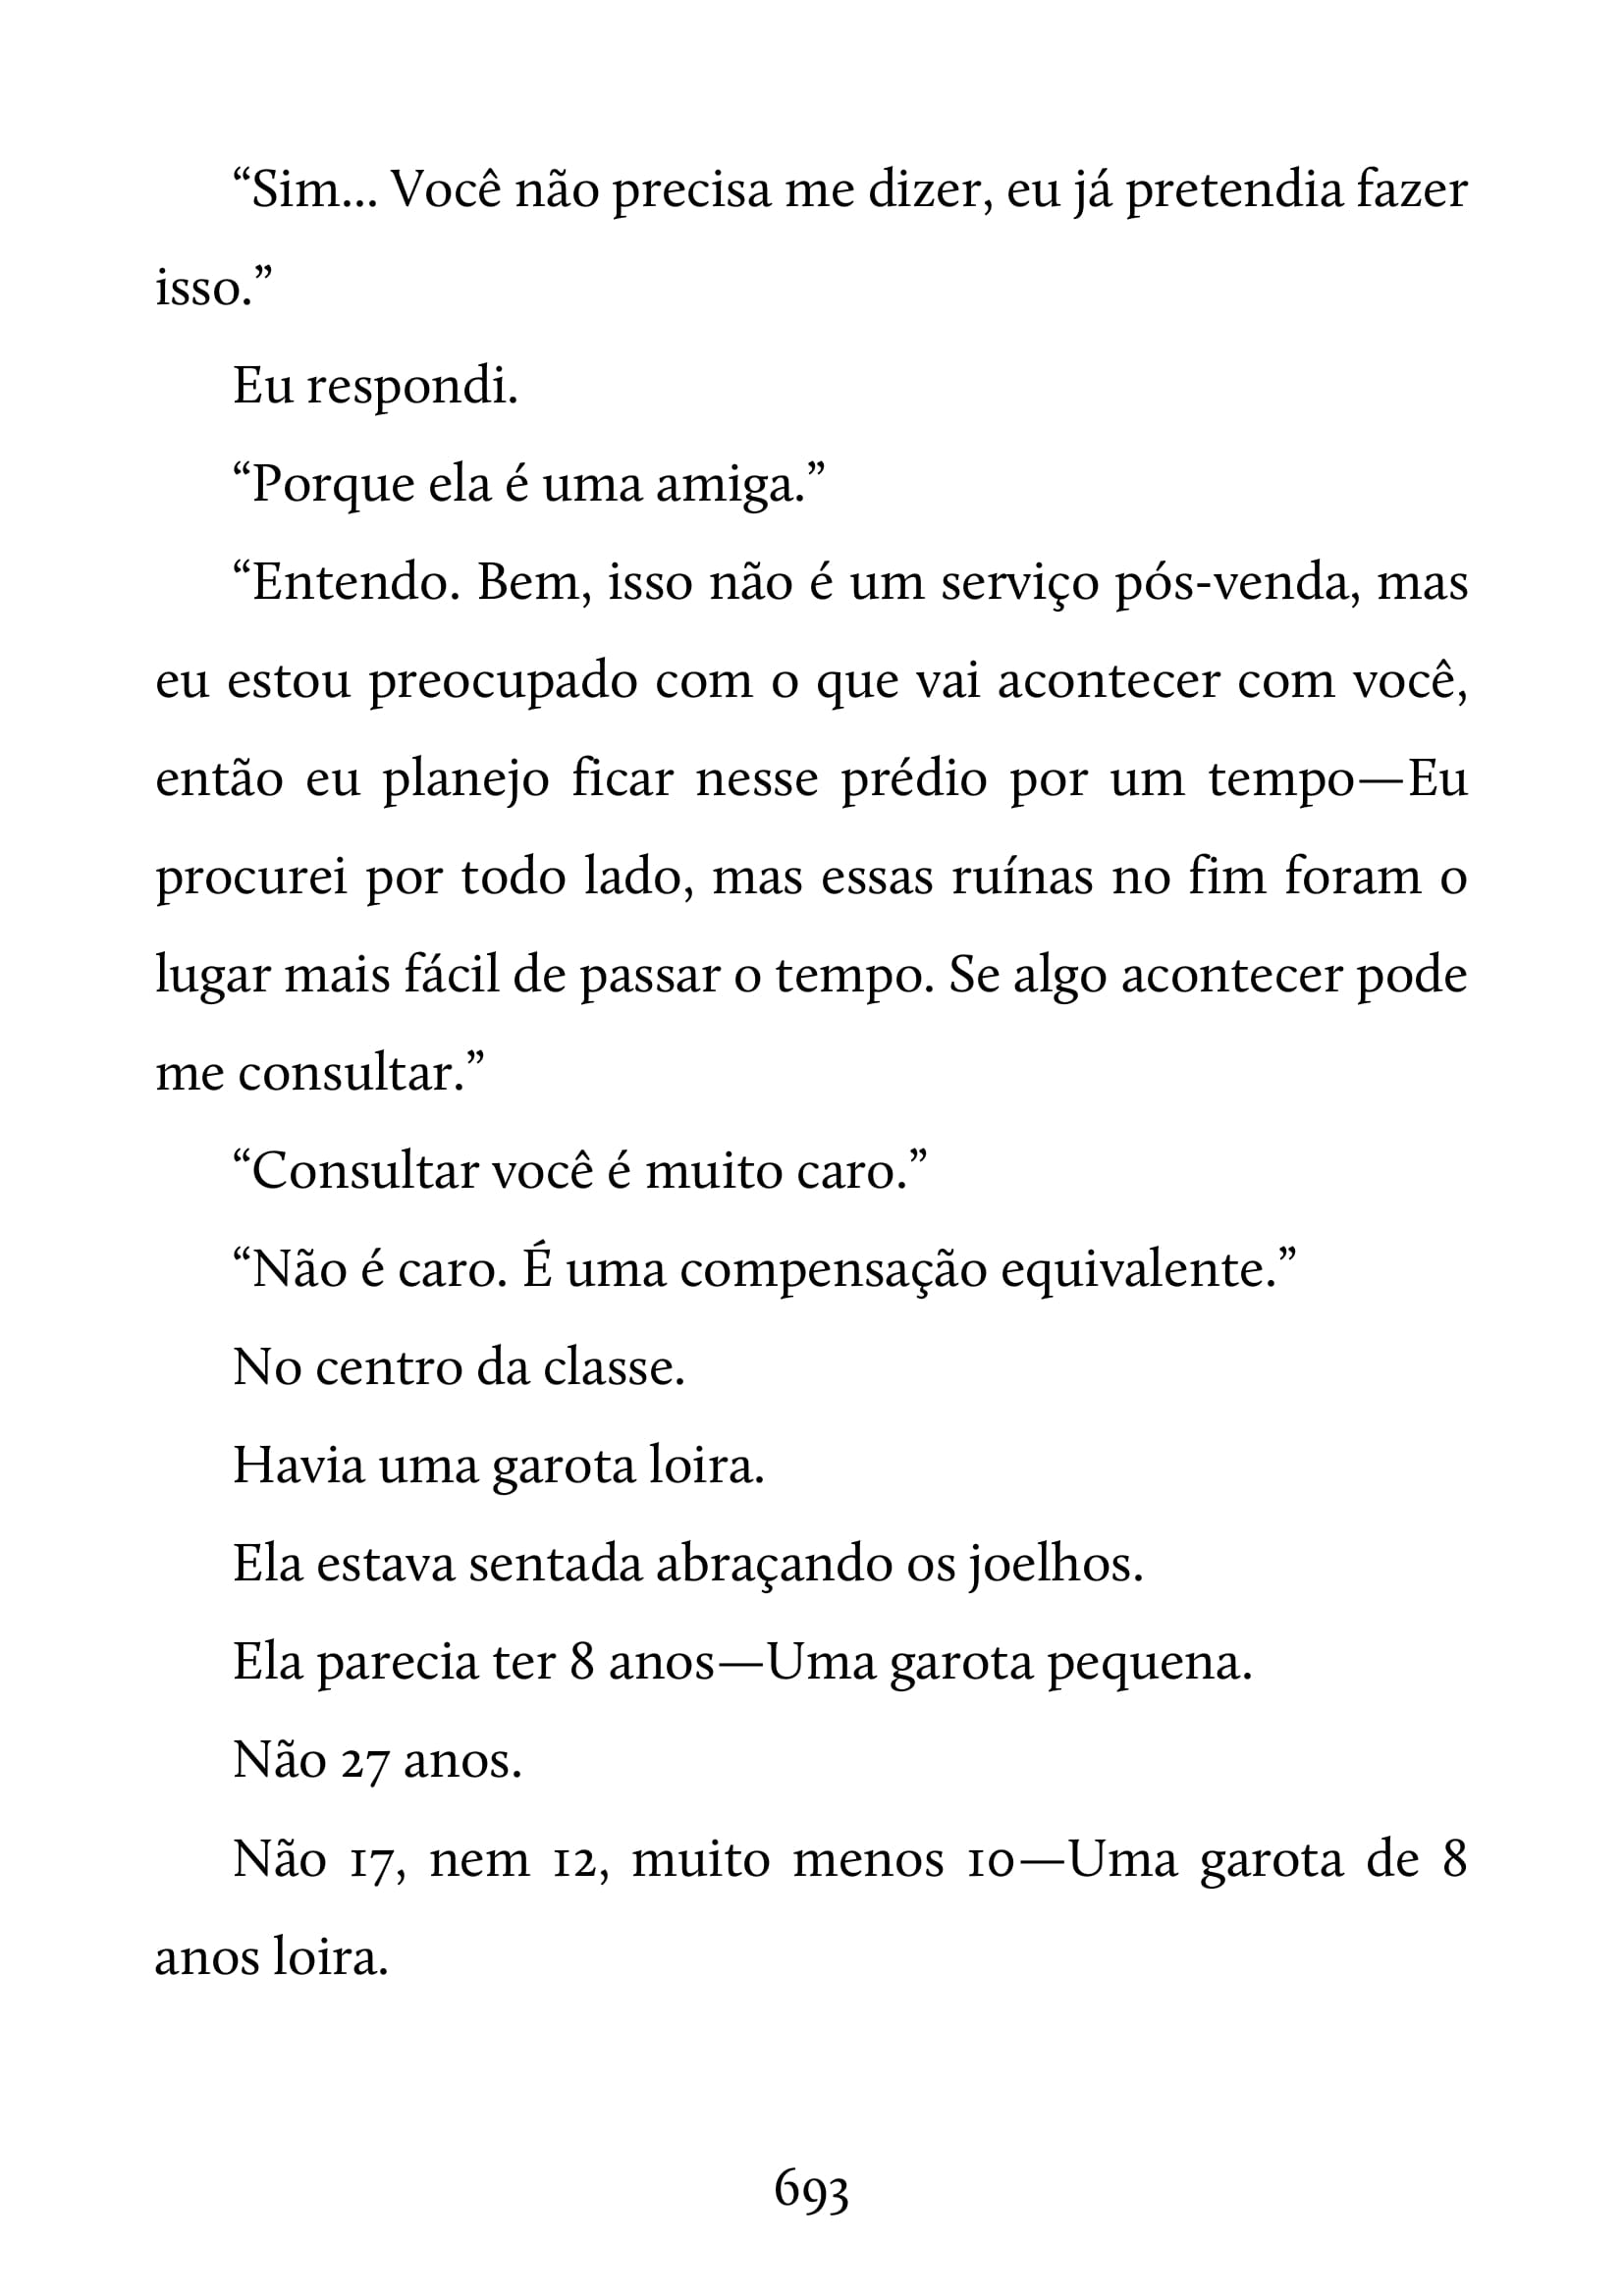 “Sim... Você não precisa me dizer, eu já pretendia fazer
isso.”
Eu respondi.
“Porque ela é uma amiga.”
“Entendo. Bem, isso não é um serviço pós-venda, mas
eu estou preocupado com o que vai acontecer com você,
então eu planejo ficar nesse prédio por um tempo—Eu
procurei por todo lado, mas essas ruínas no fim foram o
lugar mais fácil de passar o tempo. Se algo acontecer pode
me consultar.”
“Consultar você é muito caro.”
“Não é caro. É uma compensação equivalente.”
No centro da classe.
Havia uma garota loira.
Ela estava sentada abraçando os joelhos.
Ela parecia ter 8 anos—Uma garota pequena.
Não 27 anos.
Não 17, nem 12, muito menos 10—Uma garota de 8
anos loira.
693